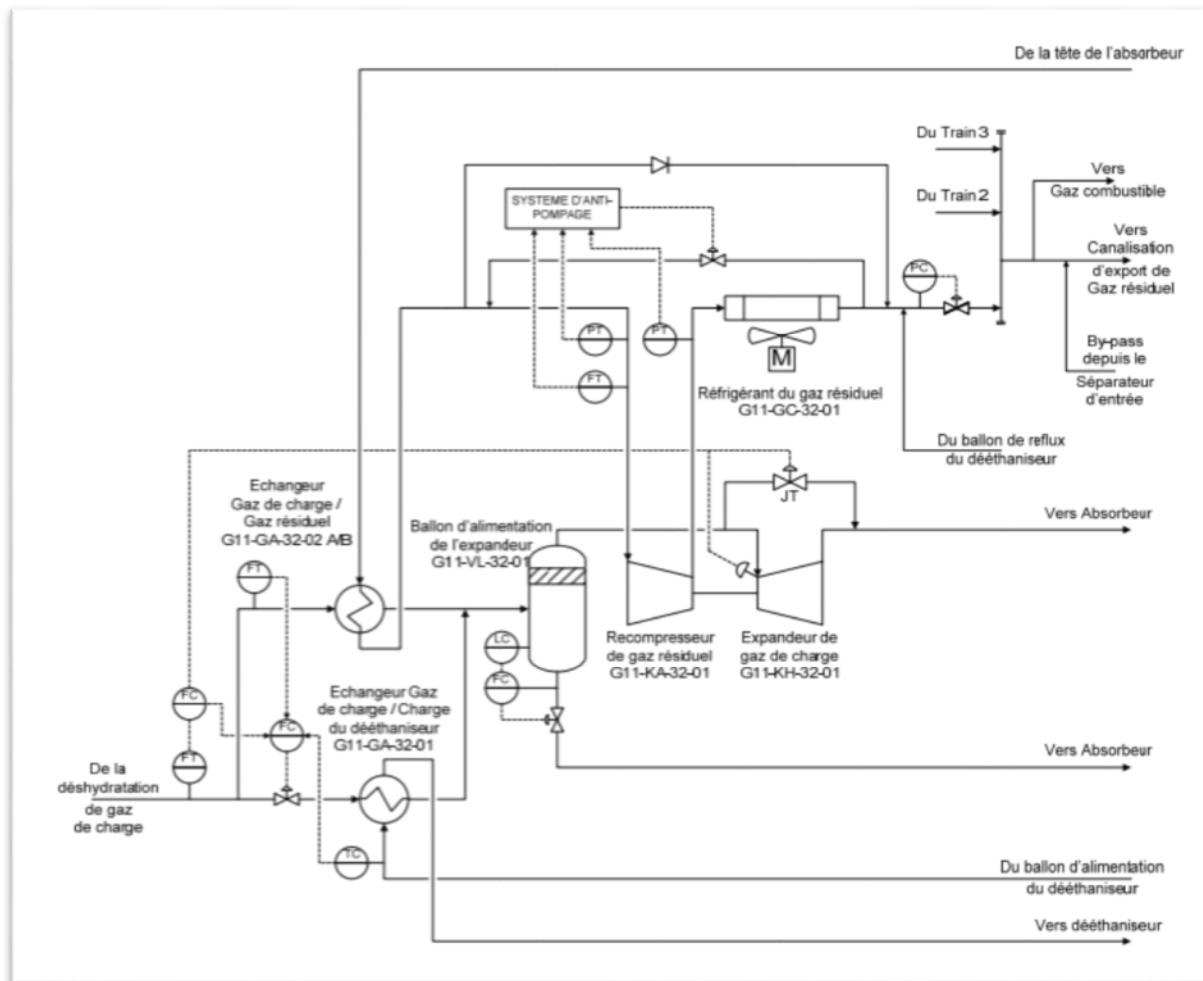 De la tête de l'absorbeur
Du Train 3
Vers
Gaz combustible
SYSTEME D'ANTI-
POMPAGE
Du Train 2
Vers
Canalisation
d'export de
Gaz résiduel
PC
PT
PT
M
By-pass
depuis le
Séparateur
d'entrée
FT
Réfrigérant du gaz résiduel
G11-GC-32-01
Du ballon de reflux
du dééthaniseur
Echangeur
Gaz de charge /
Gaz résiduel
G11-GA-32-02 A/B
JT
Ballon d'alimentation
de l'expandeur
G11-VL-32-01
Vers Absorbeur
FT
LC
Recompresseur
de gaz résiduel
G11-KA-32-01
Expandeur de
gaz de charge
G11-KH-32-01
FC
Echangeur Gaz
de charge / Charge
du dééthaniseur
G11-GA-32-01
FC
FC
FT
Vers Absorbeur
De la
déshydratation
de gaz
de charge
TC
Du ballon d'alimentation
du dééthaniseur
Vers dééthaniseur